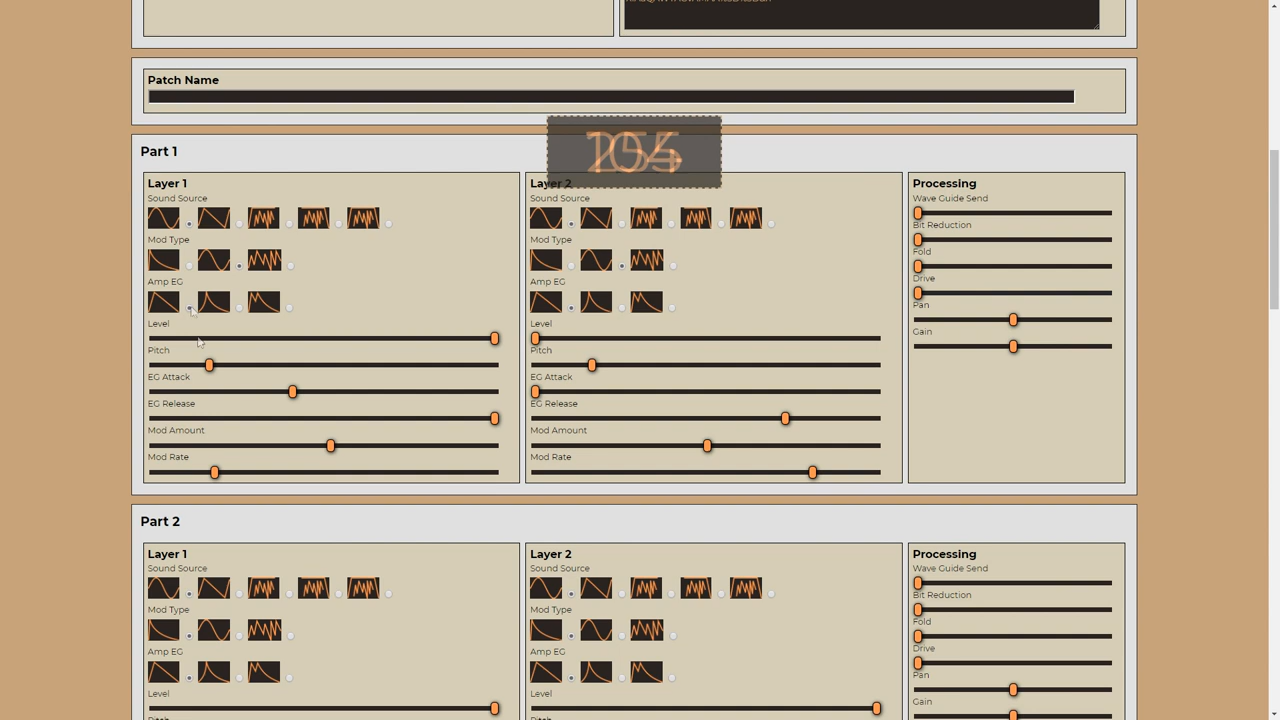 Patch Name
Part 1
Layer 1
Sound Source
Mod Type
Amp EG
Level
Pitch
EG Attack
EG Release
Mod Amount
Mod Rate
Layer 2
Sound Source
Mod Type
Amp EG
Level
Pitch
EG Attack
EG Release
Mod Amount
Mod Rate
Processing
Wave Guide Send
Bit Reduction
Fold
Drive
Pan
Gain
Part 2
Layer 1
Sound Source
Mod Type
Amp EG
Level
Layer 2
Sound Source
Mod Type
Amp EG
Level
Processing
Wave Guide Send
Bit Reduction
Fold
Drive
Pan
Gain